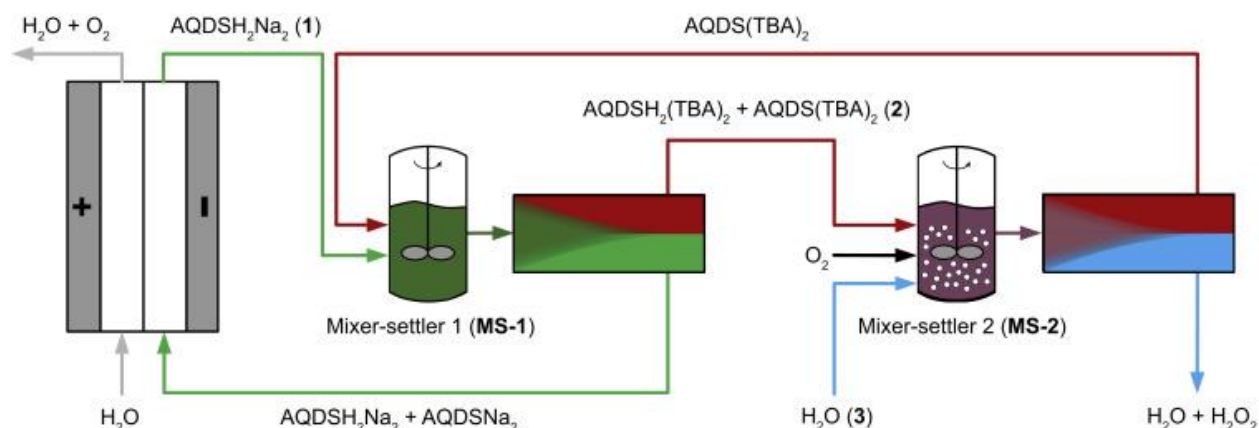 H₂O + O₂
AQDSH₂Na₂ (1)
AQDS(TBA)₂
AQDSH₂(TBA)₂ + AQDS(TBA)₂ (2)
+
-
O₂
Mixer-settler 1 (MS-1)
Mixer-settler 2 (MS-2)
H₂O
AQDSH₂Na₂ + AQDSNa₂
H₂O (3)
H₂O + H₂O₂